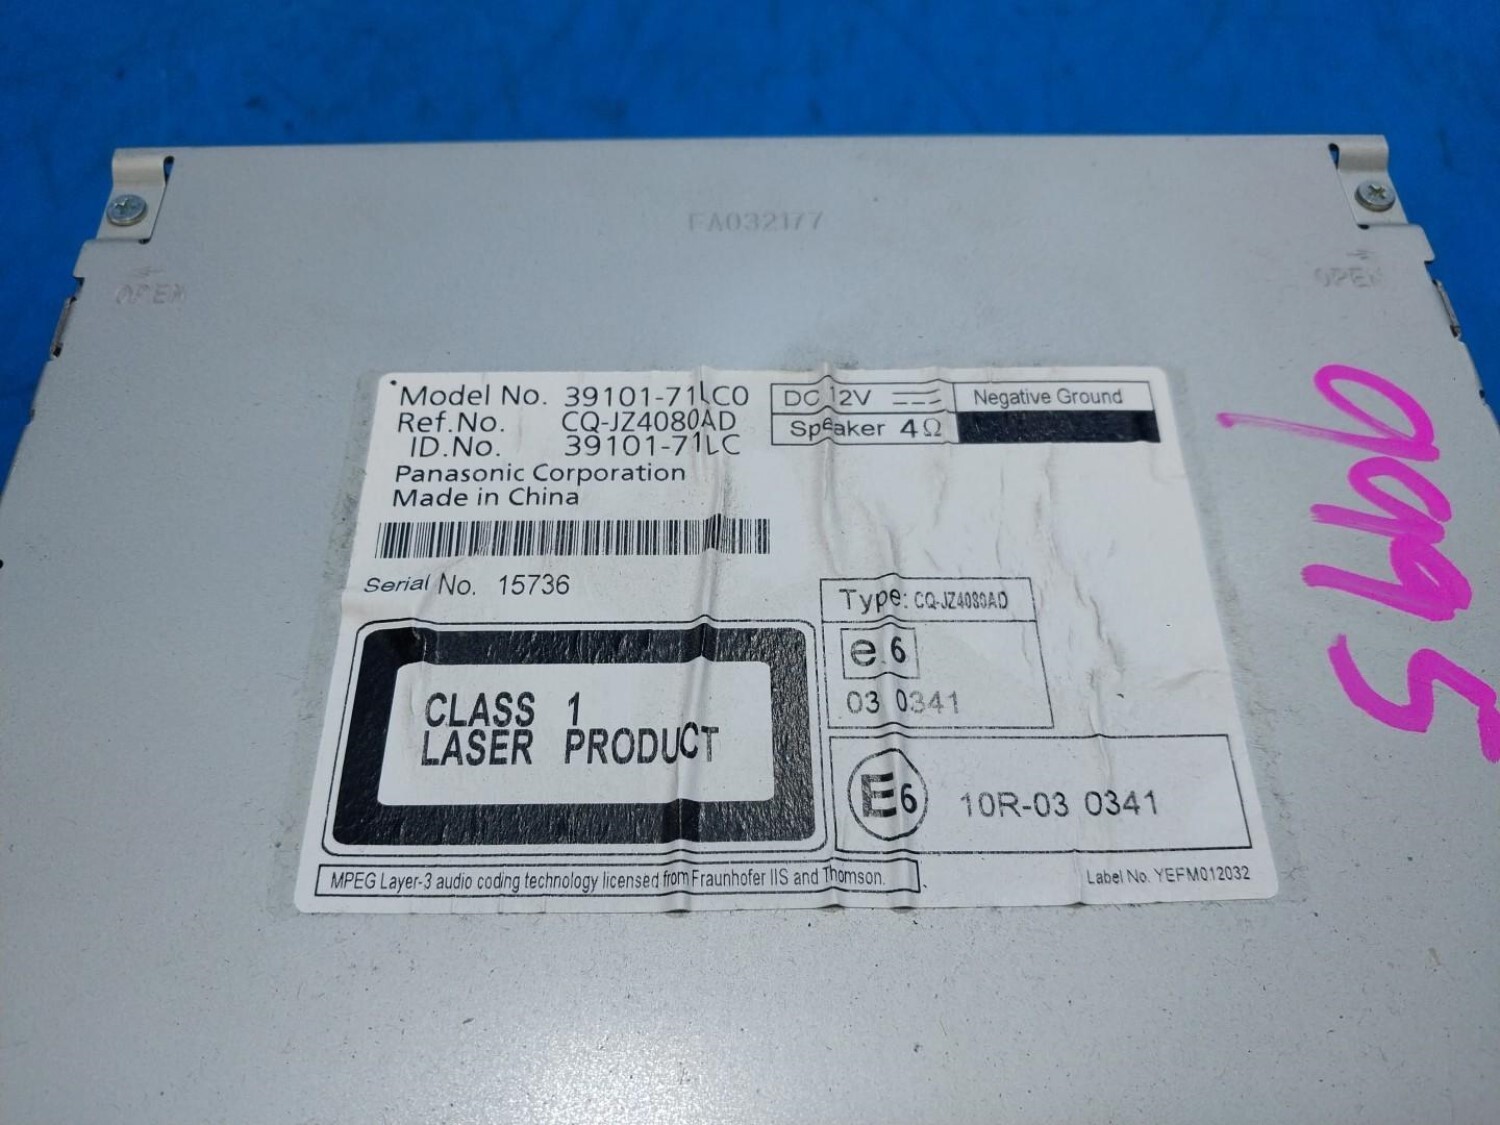 FA032177
OPEN
OPEN
Model No. 39101-71LC0
Ref.No. CQ-JZ4080AD
ID.No. 39101-71LC
Panasonic Corporation
Made in China
DC 12V
Negative Ground
Speaker 4Ω
Serial No. 15736
Type: CQ-JZ4080AD
e 6
03 0341
CLASS 1
LASER PRODUCT
E6
10R-03 0341
MPEG Layer-3 audio coding technology licensed from Fraunhofer IIS and Thomson.
Label No. YEFM012032